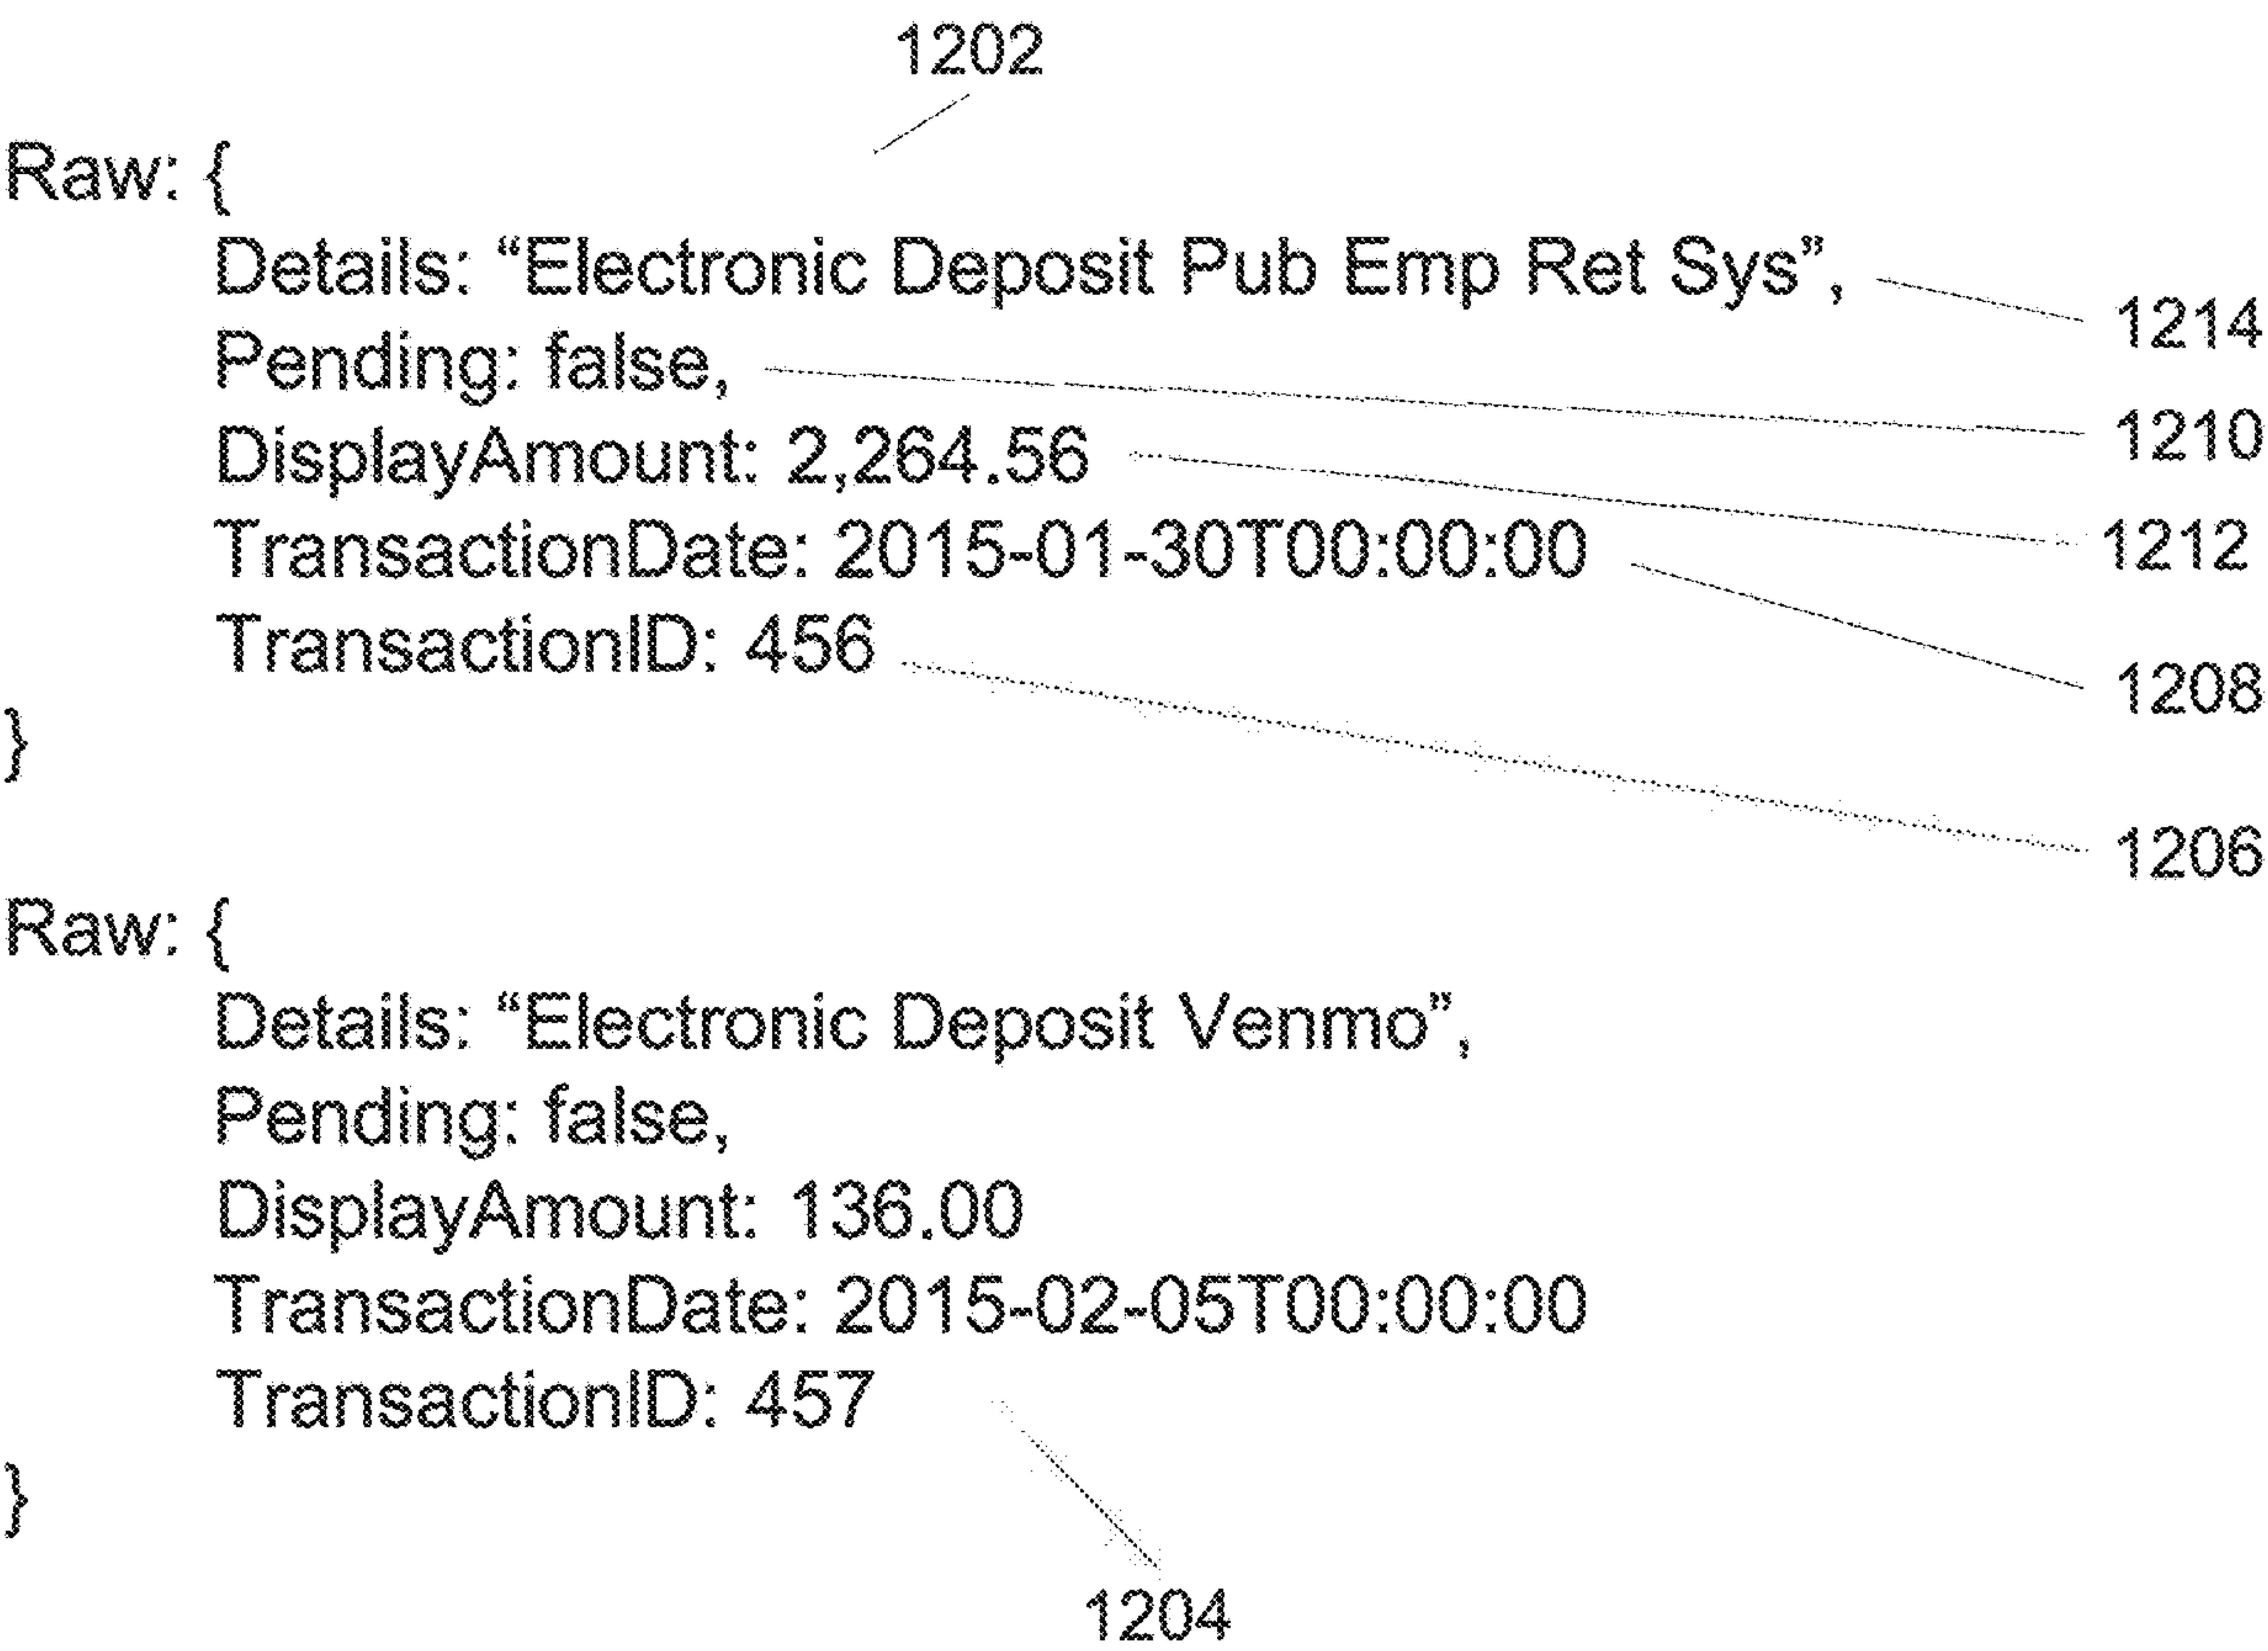 1202
Raw: {
Details: “Electronic Deposit Pub Emp Ret Sys”,
1214
Pending: false,
1210
DisplayAmount: 2,264.56
1212
TransactionDate: 2015-01-30T00:00:00
1208
TransactionID: 456
}
1206
Raw: {
Details: “Electronic Deposit Venmo”,
Pending: false,
DisplayAmount: 136.00
TransactionDate: 2015-02-05T00:00:00
TransactionID: 457
}
1204